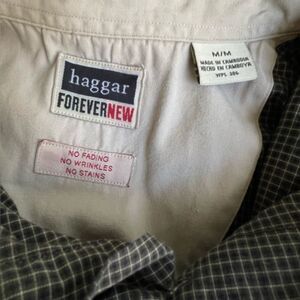 haggar
FOREVERNEW
NO FADING
NO WRINKLES
NO STAINS
M/M
MADE IN CAMBODIA
HECHO EN CAMBOYA